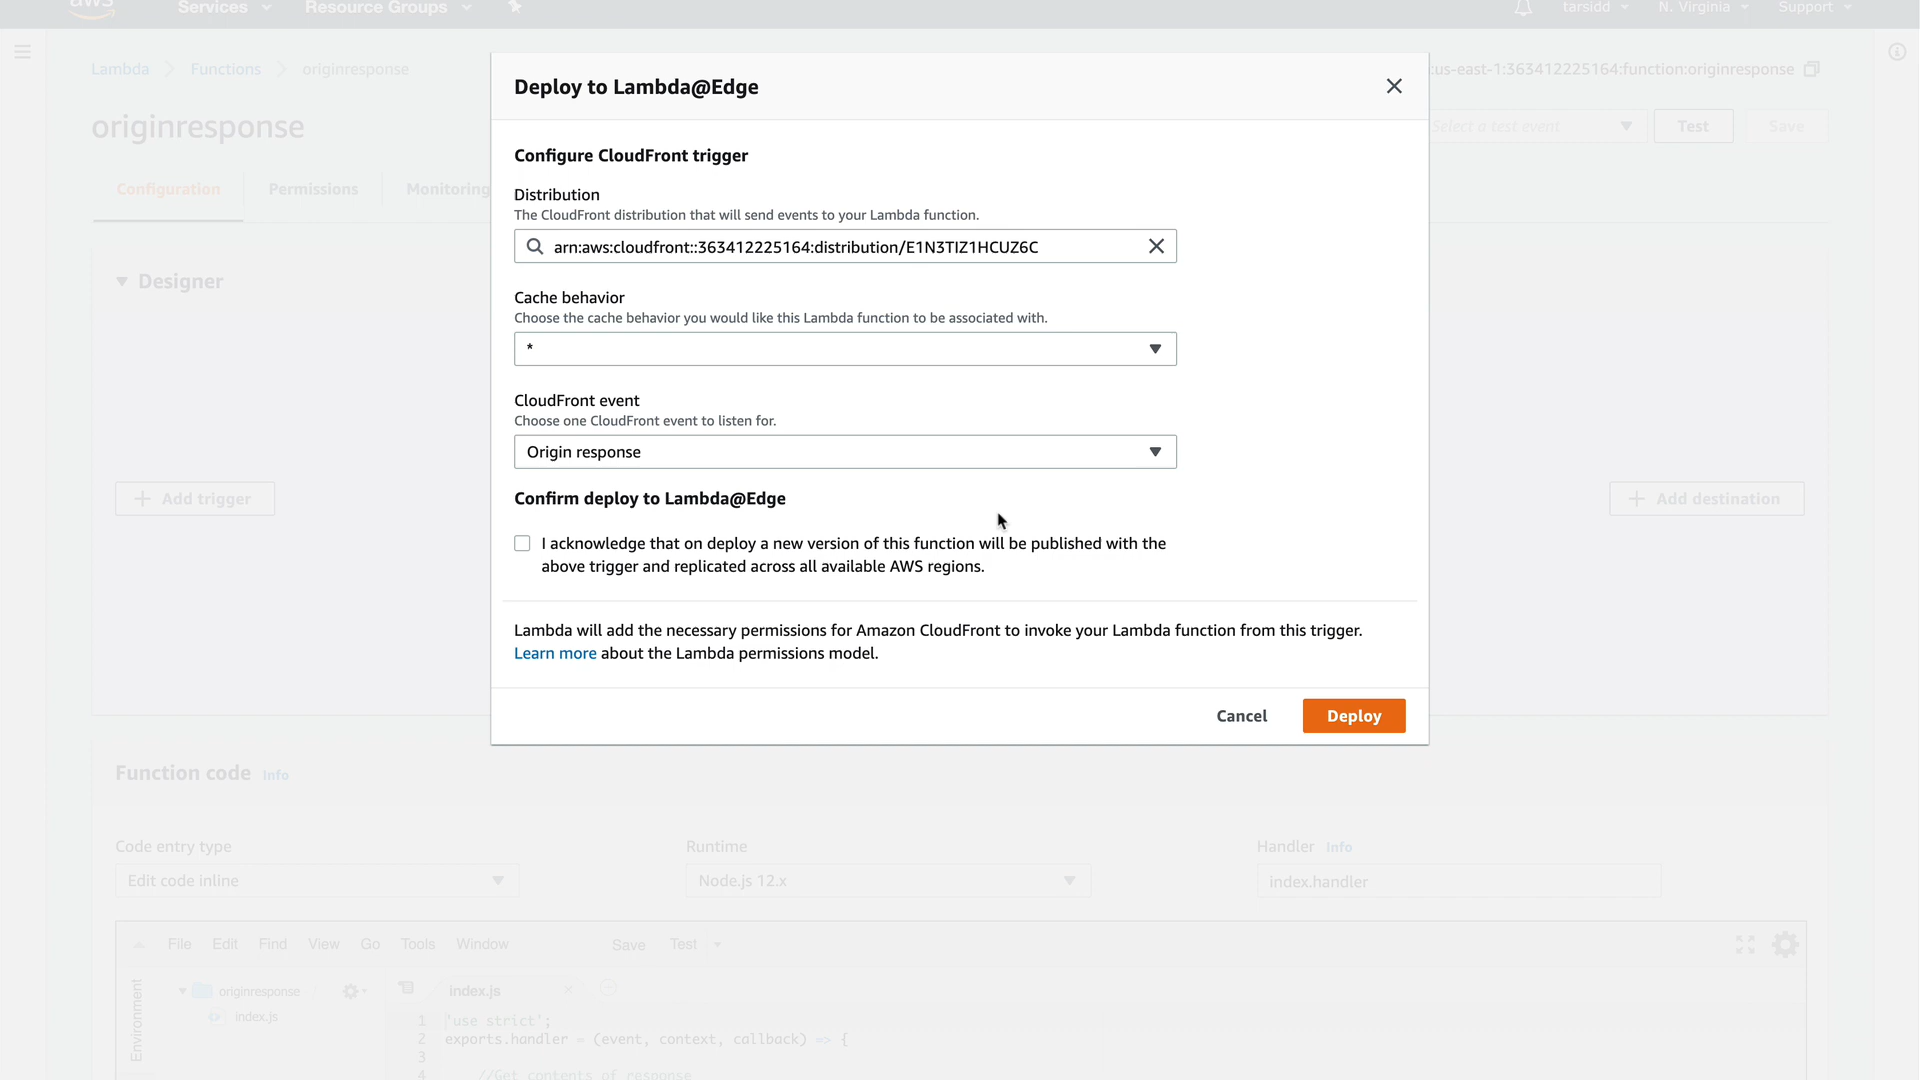 aws Services Resource Groups tarsidd N. Virginia Support
Lambda Functions originresponse
:us-east-1:363412225164:function:originresponse
originresponse
Select a test event Test Save
Configuration Permissions Monitoring
Designer
Add trigger
Add destination
Deploy to Lambda@Edge
Configure CloudFront trigger
Distribution
The CloudFront distribution that will send events to your Lambda function.
arn:aws:cloudfront::363412225164:distribution/E1N3TIZ1HCUZ6C
Cache behavior
Choose the cache behavior you would like this Lambda function to be associated with.
*
CloudFront event
Choose one CloudFront event to listen for.
Origin response
Confirm deploy to Lambda@Edge
I acknowledge that on deploy a new version of this function will be published with the
above trigger and replicated across all available AWS regions.
Lambda will add the necessary permissions for Amazon CloudFront to invoke your Lambda function from this trigger.
Learn more about the Lambda permissions model.
Cancel Deploy
Function code Info
Code entry type Runtime Handler Info
Edit code inline Node.js 12.x index.handler
File Edit Find View Go Tools Window Save Test
Environment
originresponse
index.js
index.js
1 'use strict';
2 exports.handler = (event, context, callback) => {
3
4 //Get contents of response